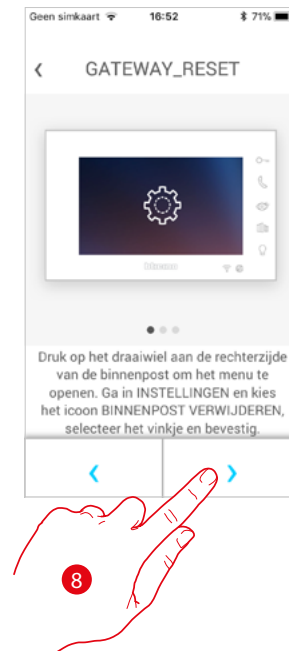 Geen simkaart 16:52 71%
GATEWAY_RESET
bticino
Druk op het draaiwiel aan de rechterzijde
van de binnenpost om het menu te
openen. Ga in INSTELLINGEN en kies
het icoon BINNENPOST VERWIJDEREN,
selecteer het vinkje en bevestig.
8